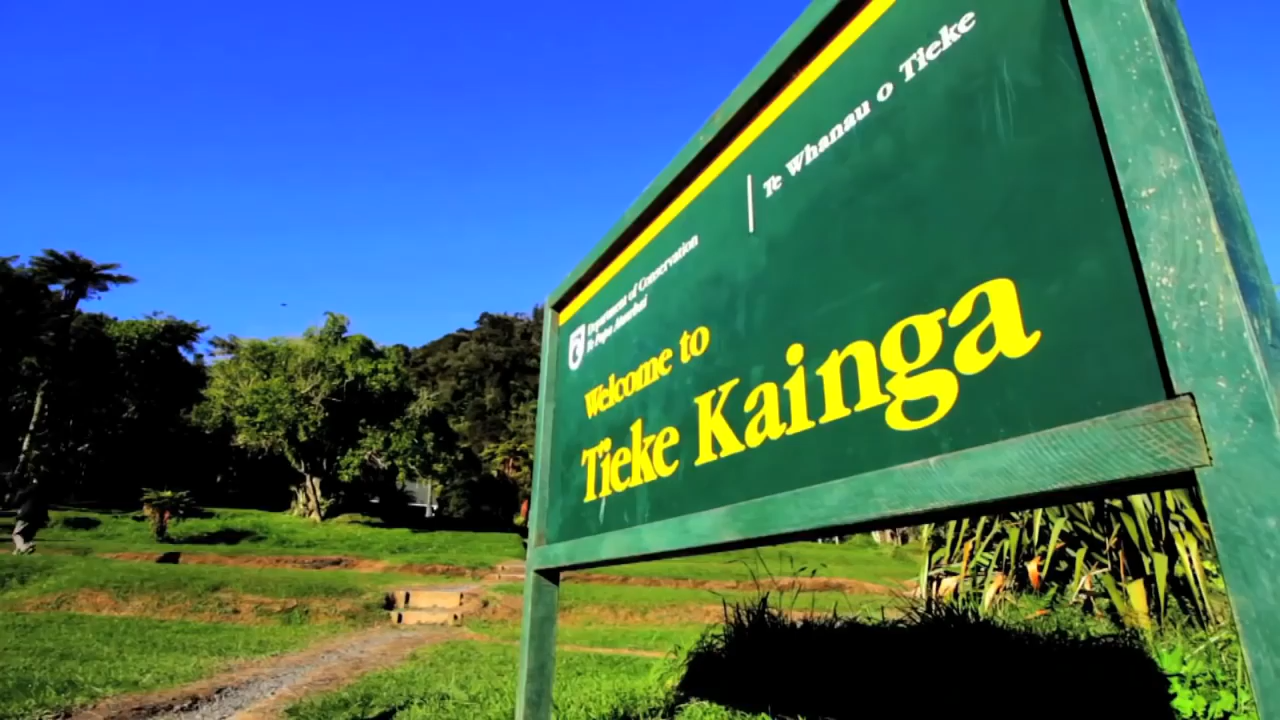 Department of Conservation
Te Papa Atawhai
Te Whanau o Tieke
Welcome to
Tieke Kainga